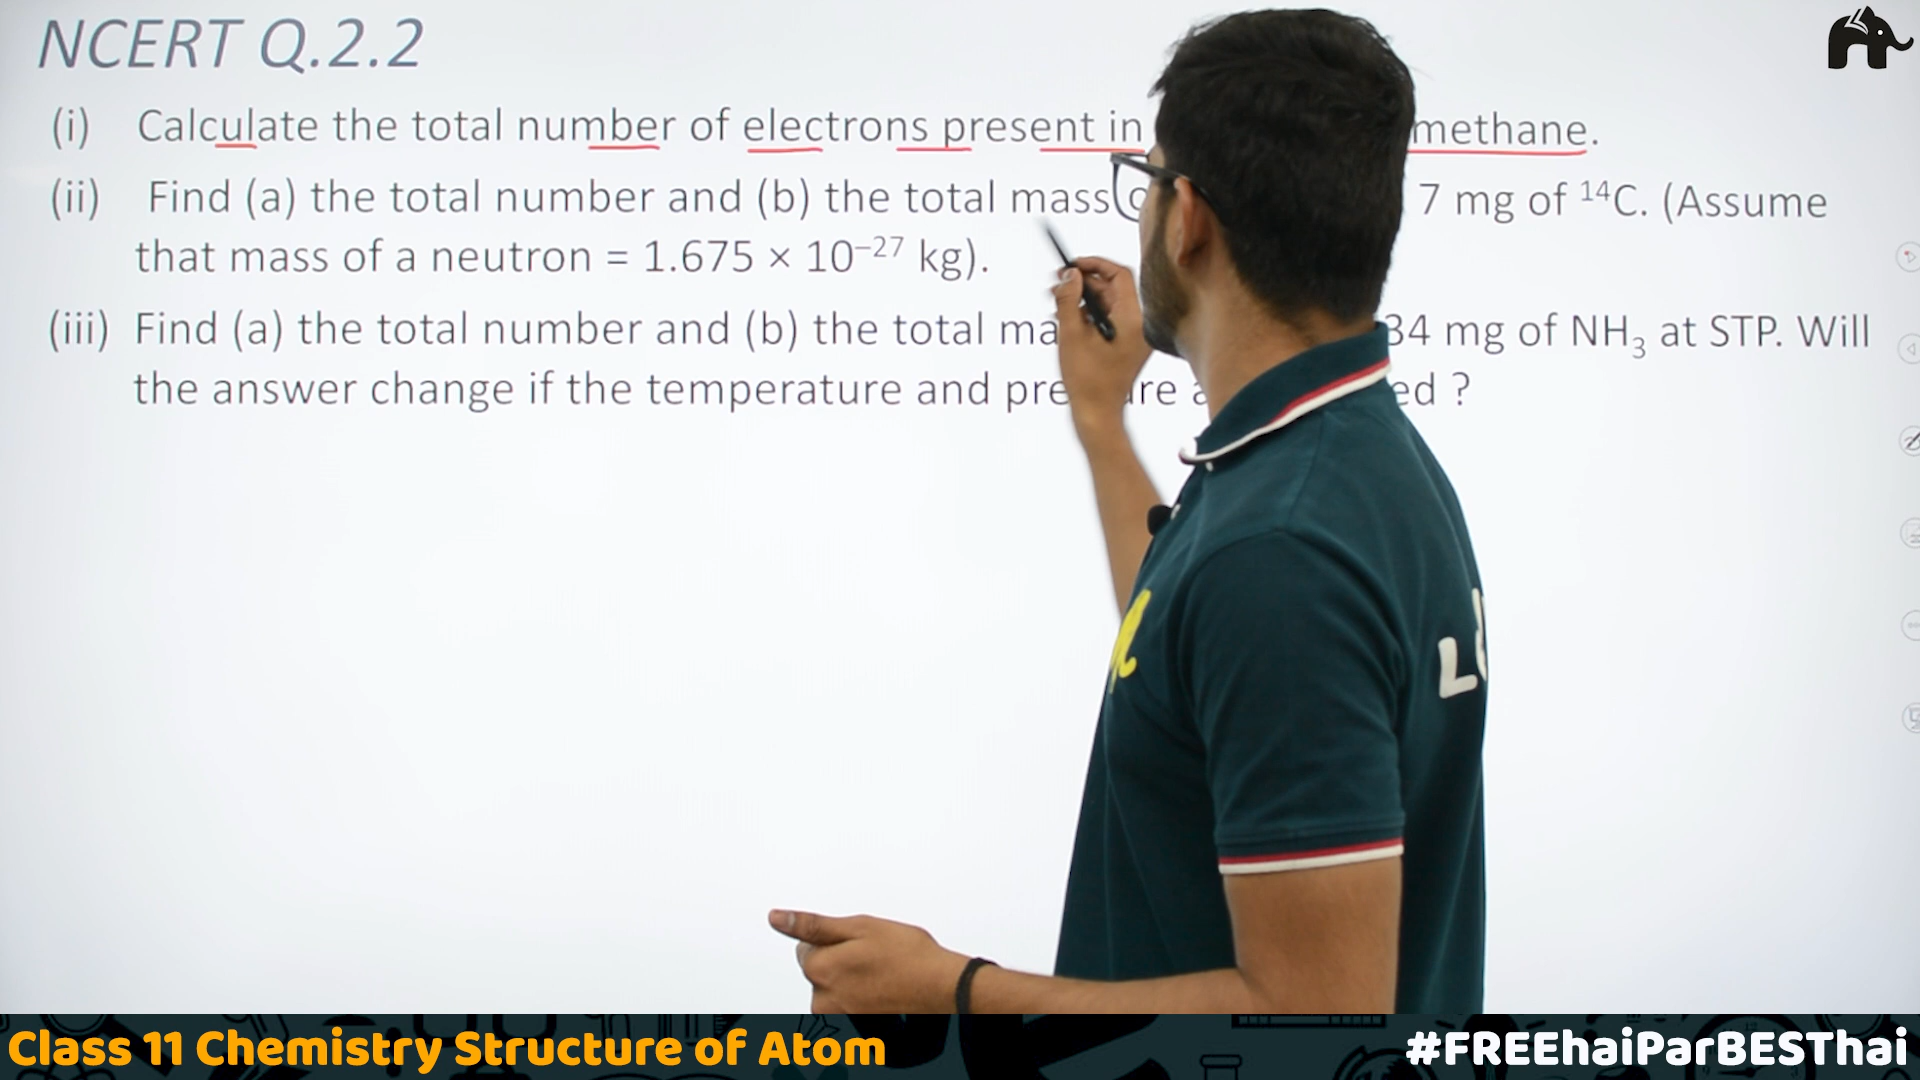 NCERT Q.2.2
(i) Calculate the total number of electrons present in methane.
(ii) Find (a) the total number and (b) the total mass 7 mg of ¹⁴C. (Assume
that mass of a neutron = 1.675 × 10⁻²⁷ kg).
(iii) Find (a) the total number and (b) the total 34 mg of NH₃ at STP. Will
the answer change if the temperature and ?
Class 11 Chemistry Structure of Atom
#FREEhaiParBESThai